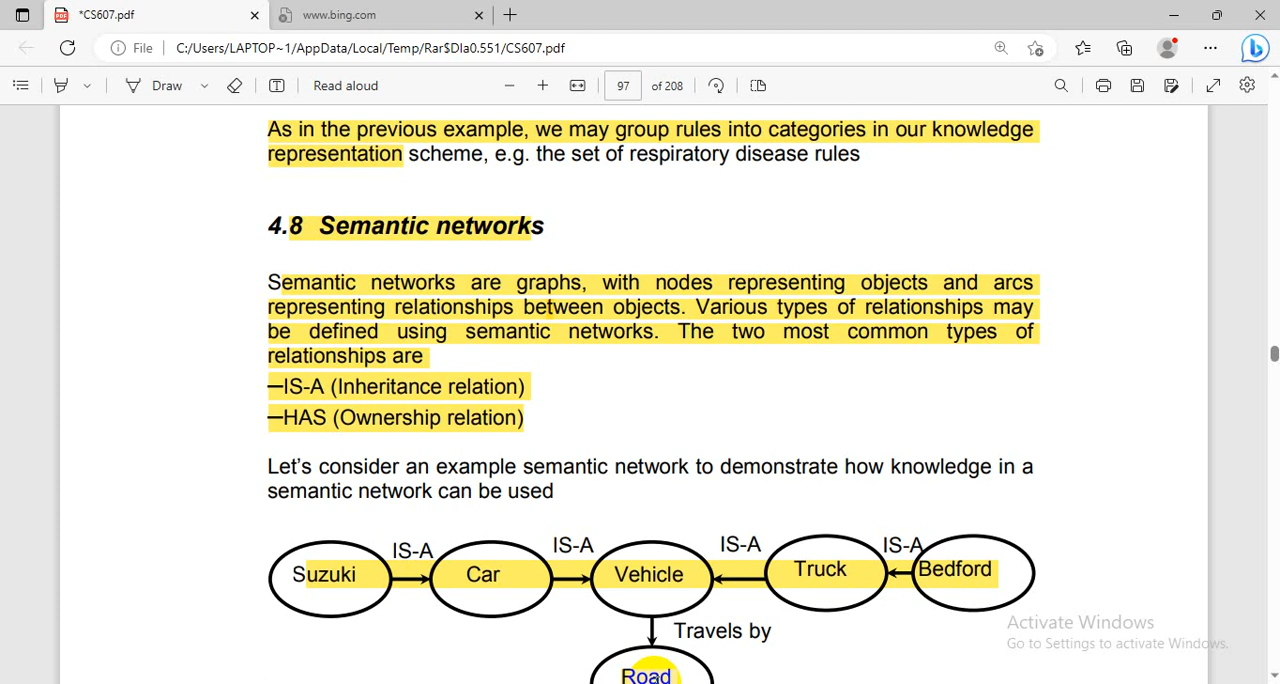 *CS607.pdf
www.bing.com
File
C:/Users/LAPTOP~1/AppData/Local/Temp/Rar$DIa0.551/CS607.pdf
Draw
Read aloud
97
of 208
As in the previous example, we may group rules into categories in our knowledge
representation scheme, e.g. the set of respiratory disease rules
4.8 Semantic networks
Semantic networks are graphs, with nodes representing objects and arcs
representing relationships between objects. Various types of relationships may
be defined using semantic networks. The two most common types of
relationships are
–IS-A (Inheritance relation)
–HAS (Ownership relation)
Let’s consider an example semantic network to demonstrate how knowledge in a
semantic network can be used
IS-A IS-A IS-A IS-A
Suzuki Car Vehicle Truck Bedford
Travels by
Road
Activate Windows
Go to Settings to activate Windows.